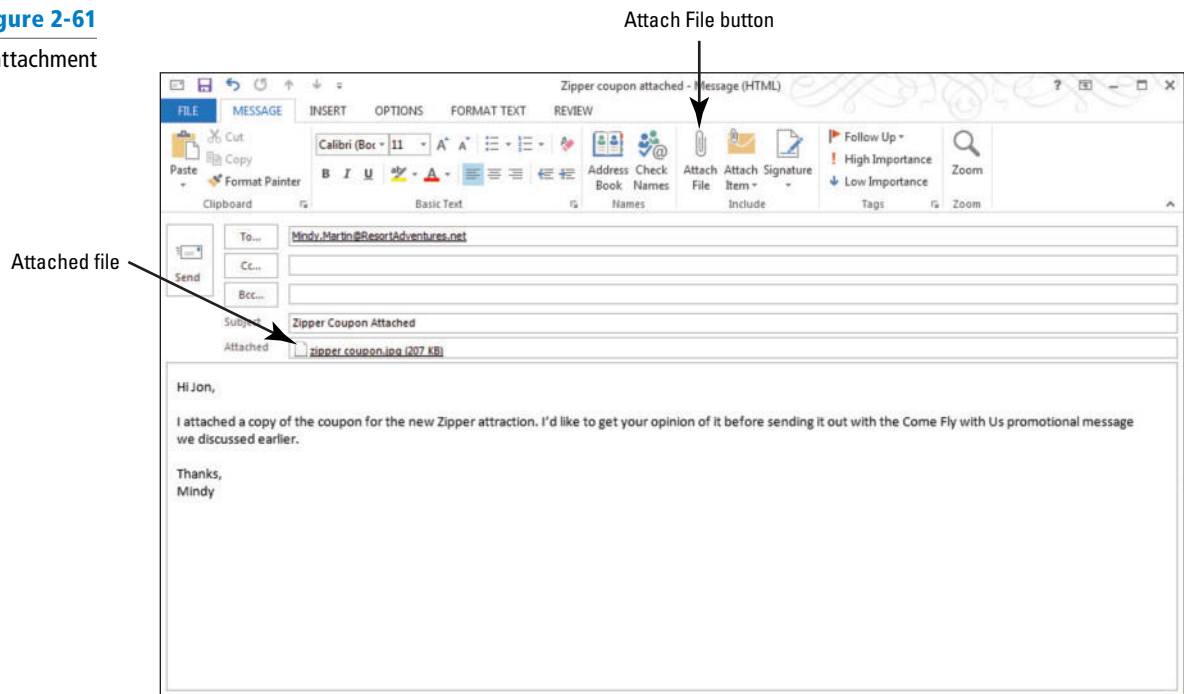 gure 2-61
ttachment
Attach File button
Zipper coupon attached - Message (HTML)
FILE MESSAGE INSERT OPTIONS FORMAT TEXT REVIEW
Paste
Cut
Copy
Format Painter
Clipboard
Calibri (Boc 11
B I U
Basic Text
Address Book
Check Names
Names
Attach File
Attach Item
Signature
Include
Follow Up
High Importance
Low Importance
Tags
Zoom
Zoom
Attached file
Send
To... Mindy.Martin@ResortAdventures.net
Cc...
Bcc...
Subject Zipper Coupon Attached
Attached zipper coupon.jpg (207 KB)
Hi Jon,
I attached a copy of the coupon for the new Zipper attraction. I'd like to get your opinion of it before sending it out with the Come Fly with Us promotional message
we discussed earlier.
Thanks,
Mindy